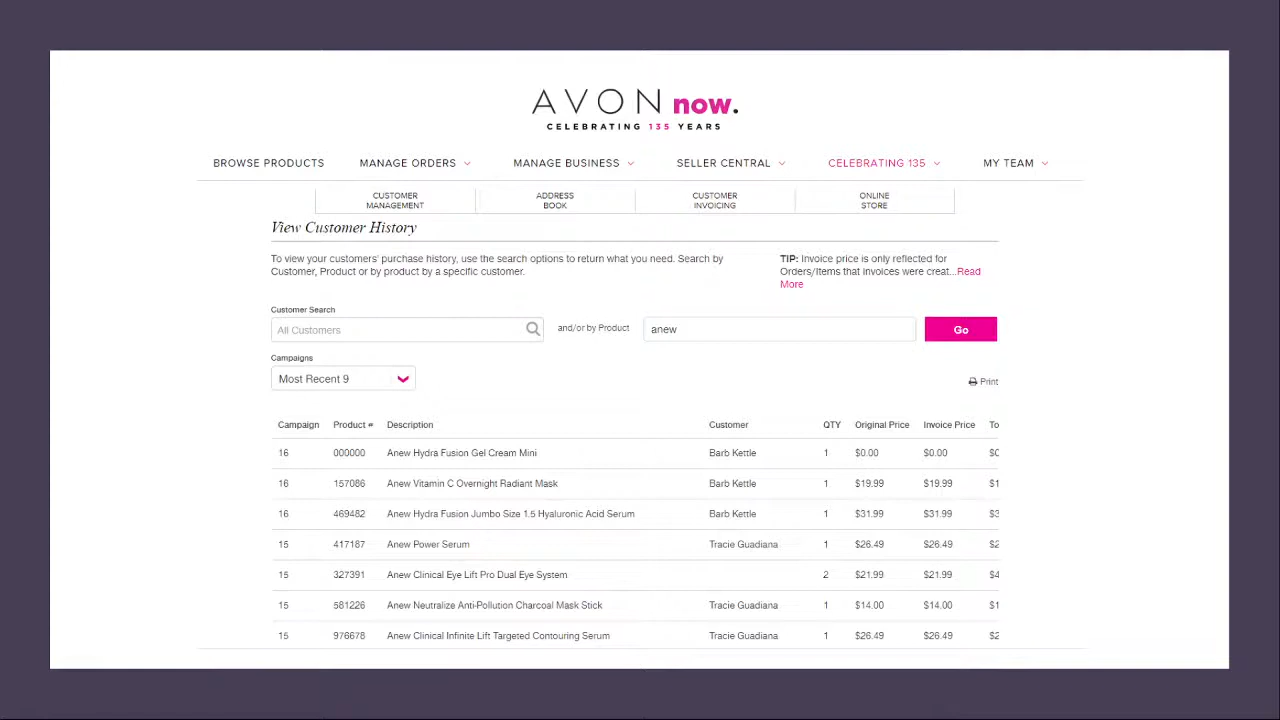 AVON now.
CELEBRATING 135 YEARS
BROWSE PRODUCTS MANAGE ORDERS MANAGE BUSINESS SELLER CENTRAL CELEBRATING 135 MY TEAM
CUSTOMER MANAGEMENT ADDRESS BOOK CUSTOMER INVOICING ONLINE STORE
View Customer History
To view your customers' purchase history, use the search options to return what you need. Search by
Customer, Product or by product by a specific customer.
TIP: Invoice price is only reflected for
Orders/Items that invoices were creat...Read
More
Customer Search
All Customers and/or by Product anew Go
Campaigns
Most Recent 9
Print
Campaign Product # Description Customer QTY Original Price Invoice Price To
16 000000 Anew Hydra Fusion Gel Cream Mini Barb Kettle 1 $0.00 $0.00 $0
16 157086 Anew Vitamin C Overnight Radiant Mask Barb Kettle 1 $19.99 $19.99 $1
16 469482 Anew Hydra Fusion Jumbo Size 1.5 Hyaluronic Acid Serum Barb Kettle 1 $31.99 $31.99 $3
15 417187 Anew Power Serum Tracie Guadiana 1 $26.49 $26.49 $2
15 327391 Anew Clinical Eye Lift Pro Dual Eye System 2 $21.99 $21.99 $4
15 581226 Anew Neutralize Anti-Pollution Charcoal Mask Stick Tracie Guadiana 1 $14.00 $14.00 $1
15 976678 Anew Clinical Infinite Lift Targeted Contouring Serum Tracie Guadiana 1 $26.49 $26.49 $2